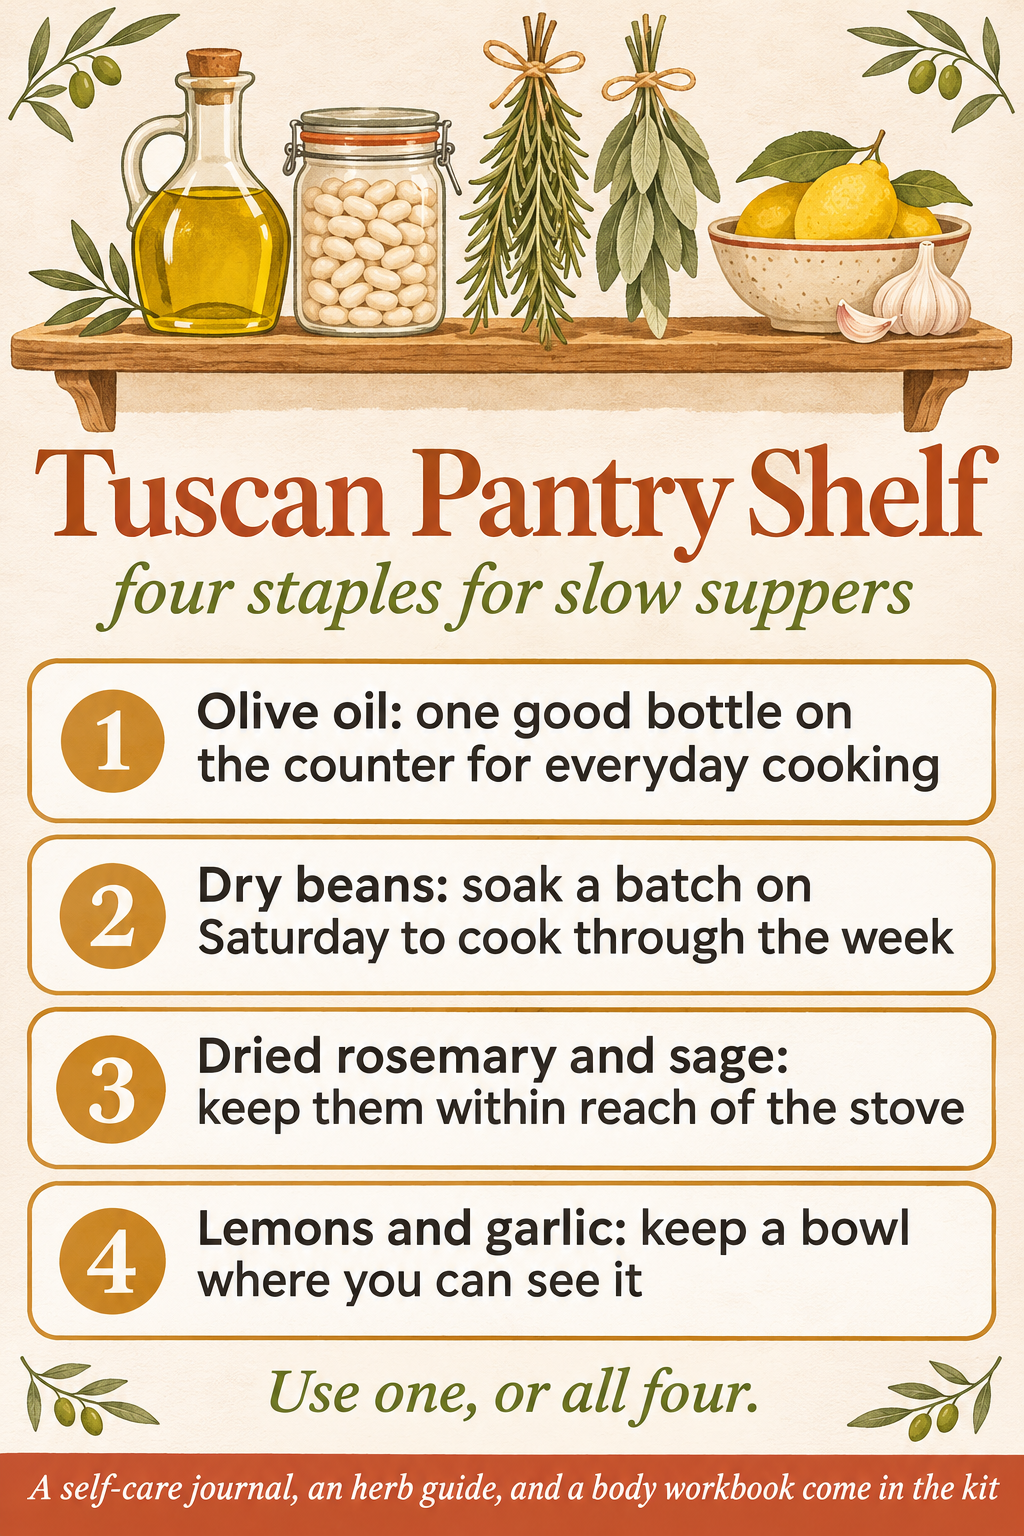 Tuscan Pantry Shelf
four staples for slow suppers
1
Olive oil: one good bottle on
the counter for everyday cooking
2
Dry beans: soak a batch on
Saturday to cook through the week
3
Dried rosemary and sage:
keep them within reach of the stove
4
Lemons and garlic: keep a bowl
where you can see it
Use one, or all four.
A self-care journal, an herb guide, and a body workbook come in the kit